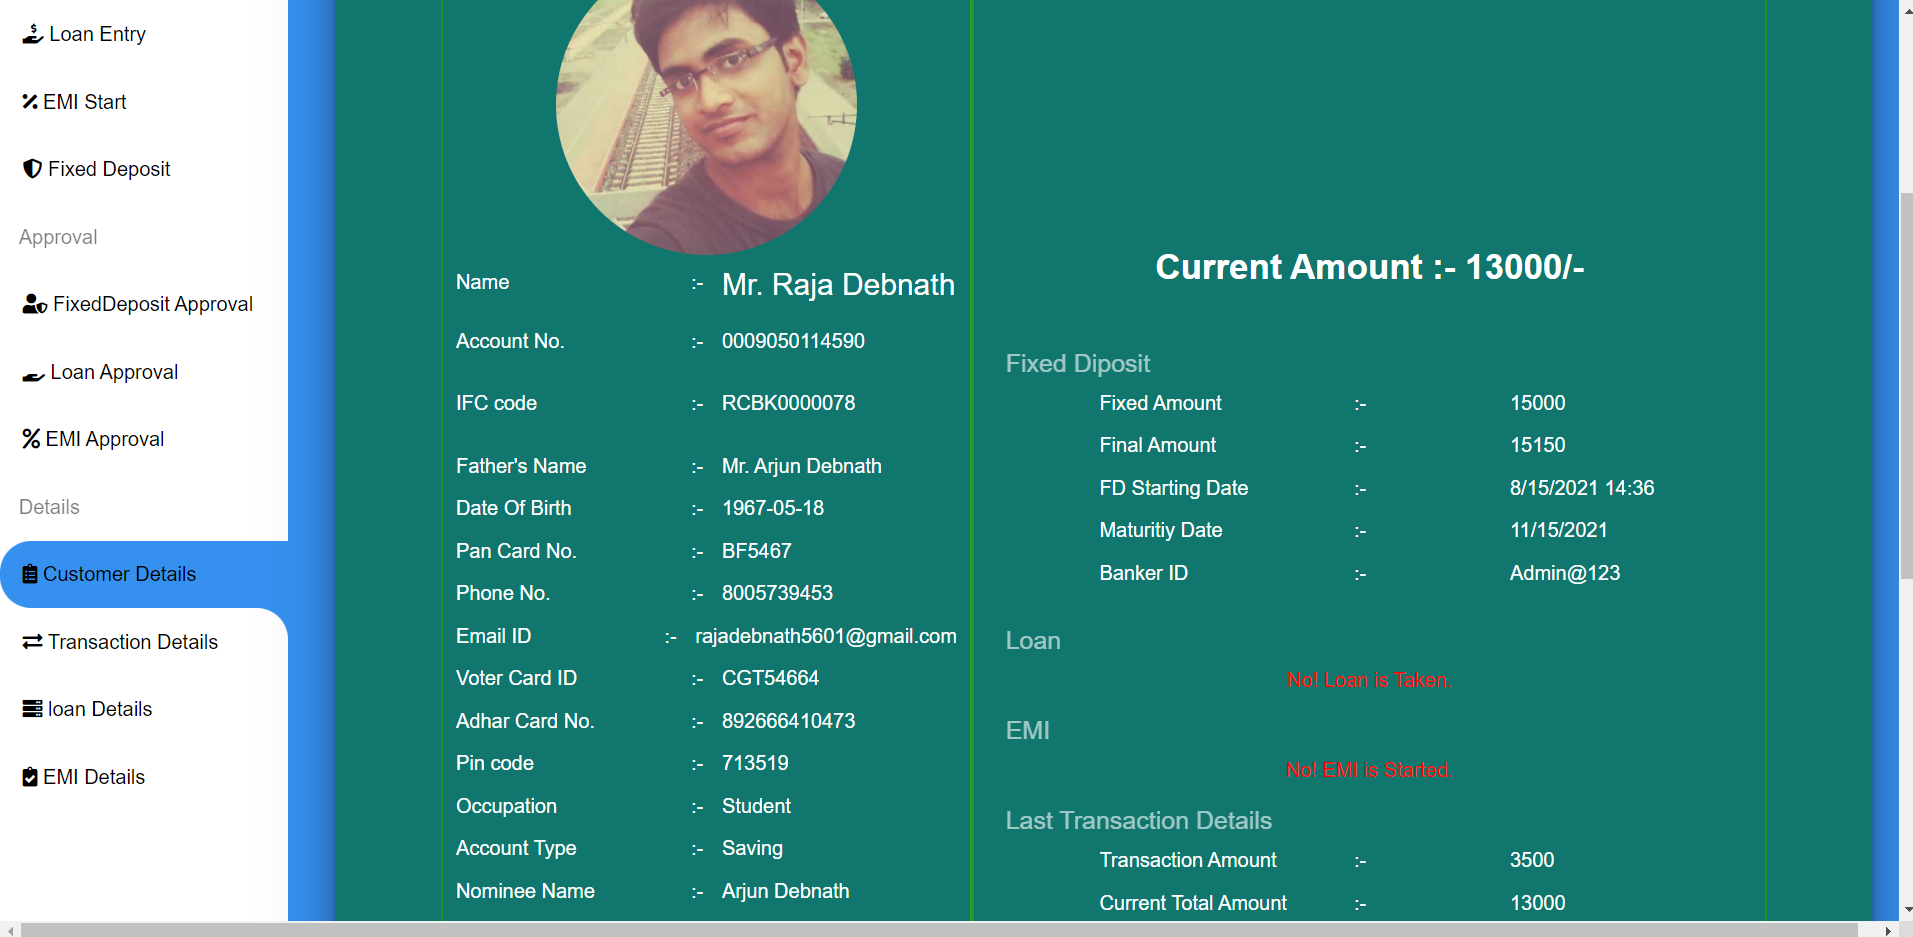 Loan Entry
EMI Start
Fixed Deposit
Approval
FixedDeposit Approval
Loan Approval
EMI Approval
Details
Customer Details
Transaction Details
loan Details
EMI Details
Name :- Mr. Raja Debnath
Account No. :- 0009050114590
IFC code :- RCBK0000078
Father's Name :- Mr. Arjun Debnath
Date Of Birth :- 1967-05-18
Pan Card No. :- BF5467
Phone No. :- 8005739453
Email ID :- rajadebnath5601@gmail.com
Voter Card ID :- CGT54664
Adhar Card No. :- 892666410473
Pin code :- 713519
Occupation :- Student
Account Type :- Saving
Nominee Name :- Arjun Debnath
Current Amount :- 13000/-
Fixed Diposit
Fixed Amount :- 15000
Final Amount :- 15150
FD Starting Date :- 8/15/2021 14:36
Maturitiy Date :- 11/15/2021
Banker ID :- Admin@123
Loan
No! Loan is Taken.
EMI
No! EMI is Started.
Last Transaction Details
Transaction Amount :- 3500
Current Total Amount :- 13000